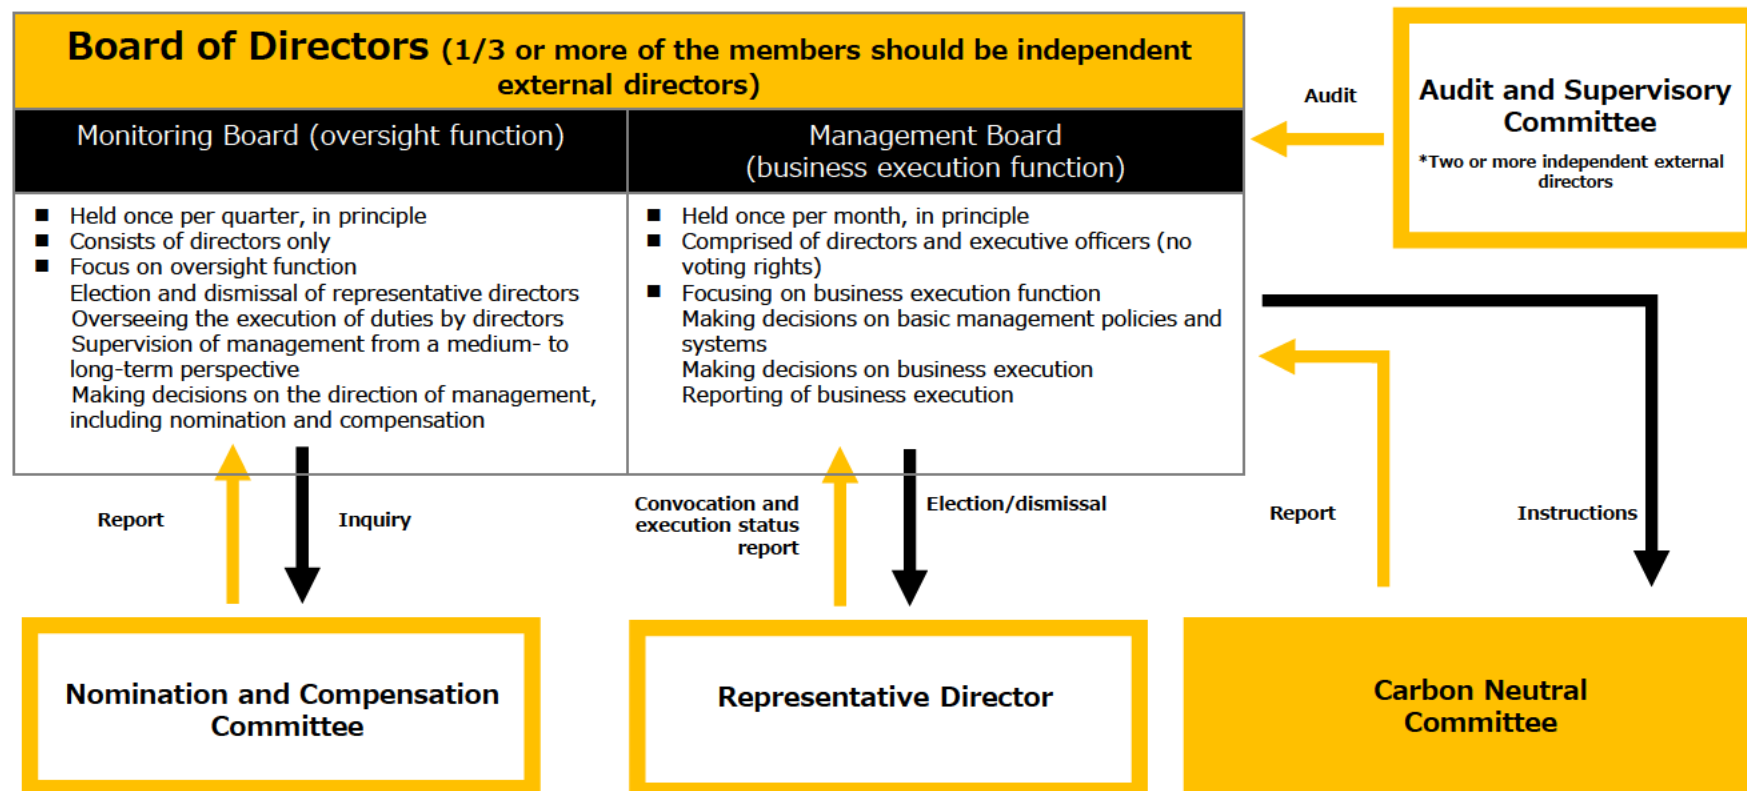 Board of Directors (1/3 or more of the members should be independent
external directors)
Monitoring Board (oversight function)
Management Board
(business execution function)
■ Held once per quarter, in principle
■ Consists of directors only
■ Focus on oversight function
Election and dismissal of representative directors
Overseeing the execution of duties by directors
Supervision of management from a medium- to
long-term perspective
Making decisions on the direction of management,
including nomination and compensation
■ Held once per month, in principle
■ Comprised of directors and executive officers (no
voting rights)
■ Focusing on business execution function
Making decisions on basic management policies and
systems
Making decisions on business execution
Reporting of business execution
Audit
Audit and Supervisory
Committee
*Two or more independent external
directors
Report
Inquiry
Convocation and
execution status
report
Election/dismissal
Report
Instructions
Nomination and Compensation
Committee
Representative Director
Carbon Neutral
Committee